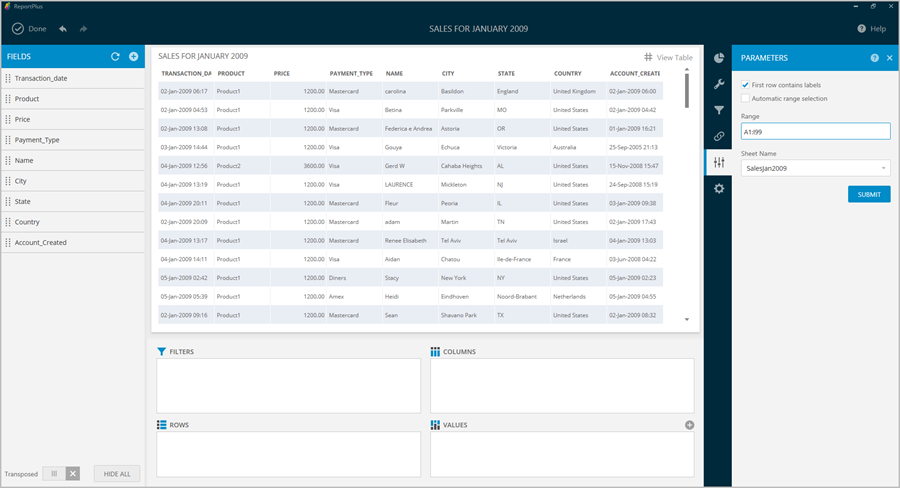 ReportPlus
Done
SALES FOR JANUARY 2009
Help
FIELDS
Transaction_date
Product
Price
Payment_Type
Name
City
State
Country
Account_Created
Transposed
HIDE ALL
SALES FOR JANUARY 2009
View Table
TRANSACTION_DA PRODUCT PRICE PAYMENT_TYPE NAME CITY STATE COUNTRY ACCOUNT_CREATE
02-Jan-2009 06:17 Product1 1200.00 Mastercard carolina Basildon England United Kingdom 02-Jan-2009 06:00
02-Jan-2009 04:53 Product1 1200.00 Visa Betina Parkville MO United States 02-Jan-2009 04:42
02-Jan-2009 13:08 Product1 1200.00 Mastercard Federica e Andrea Astoria OR United States 01-Jan-2009 16:21
03-Jan-2009 14:44 Product1 1200.00 Visa Gouya Echuca Victoria Australia 25-Sep-2005 21:13
04-Jan-2009 12:56 Product2 3600.00 Visa Gerd W Cahaba Heights AL United States 15-Nov-2008 15:47
04-Jan-2009 13:19 Product1 1200.00 Visa LAURENCE Mickleton NJ United States 24-Sep-2008 15:19
04-Jan-2009 20:11 Product1 1200.00 Mastercard Fleur Peoria IL United States 03-Jan-2009 09:38
02-Jan-2009 20:09 Product1 1200.00 Mastercard adam Martin TN United States 02-Jan-2009 17:43
04-Jan-2009 13:17 Product1 1200.00 Mastercard Renee Elisabeth Tel Aviv Tel Aviv Israel 04-Jan-2009 13:03
04-Jan-2009 14:11 Product1 1200.00 Visa Aidan Chatou Ile-de-France France 03-Jun-2008 04:22
05-Jan-2009 02:42 Product1 1200.00 Diners Stacy New York NY United States 05-Jan-2009 02:23
05-Jan-2009 05:39 Product1 1200.00 Amex Heidi Eindhoven Noord-Brabant Netherlands 05-Jan-2009 04:55
02-Jan-2009 09:16 Product1 1200.00 Mastercard Sean Shavano Park TX United States 02-Jan-2009 08:32
FILTERS
COLUMNS
ROWS
VALUES
PARAMETERS
First row contains labels
Automatic range selection
Range
A1:I99
Sheet Name
SalesJan2009
SUBMIT